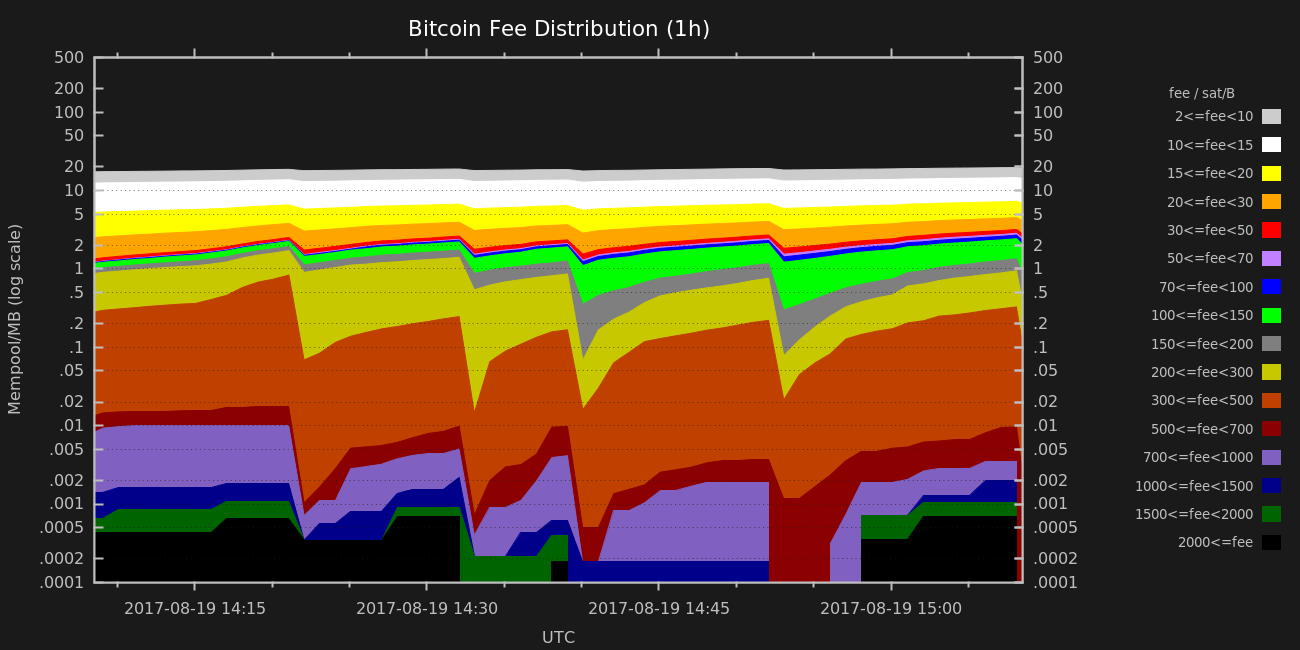 Bitcoin Fee Distribution (1h)
500
200
100
50
20
10
5
2
1
.5
.2
.1
.05
.02
.01
.005
.002
.001
.0005
.0002
.0001
Mempool/MB (log scale)
500
200
100
50
20
10
5
2
1
.5
.2
.1
.05
.02
.01
.005
.002
.001
.0005
.0002
.0001
2017-08-19 14:15
2017-08-19 14:30
2017-08-19 14:45
2017-08-19 15:00
UTC
fee / sat/B
2<=fee<10
10<=fee<15
15<=fee<20
20<=fee<30
30<=fee<50
50<=fee<70
70<=fee<100
100<=fee<150
150<=fee<200
200<=fee<300
300<=fee<500
500<=fee<700
700<=fee<1000
1000<=fee<1500
1500<=fee<2000
2000<=fee